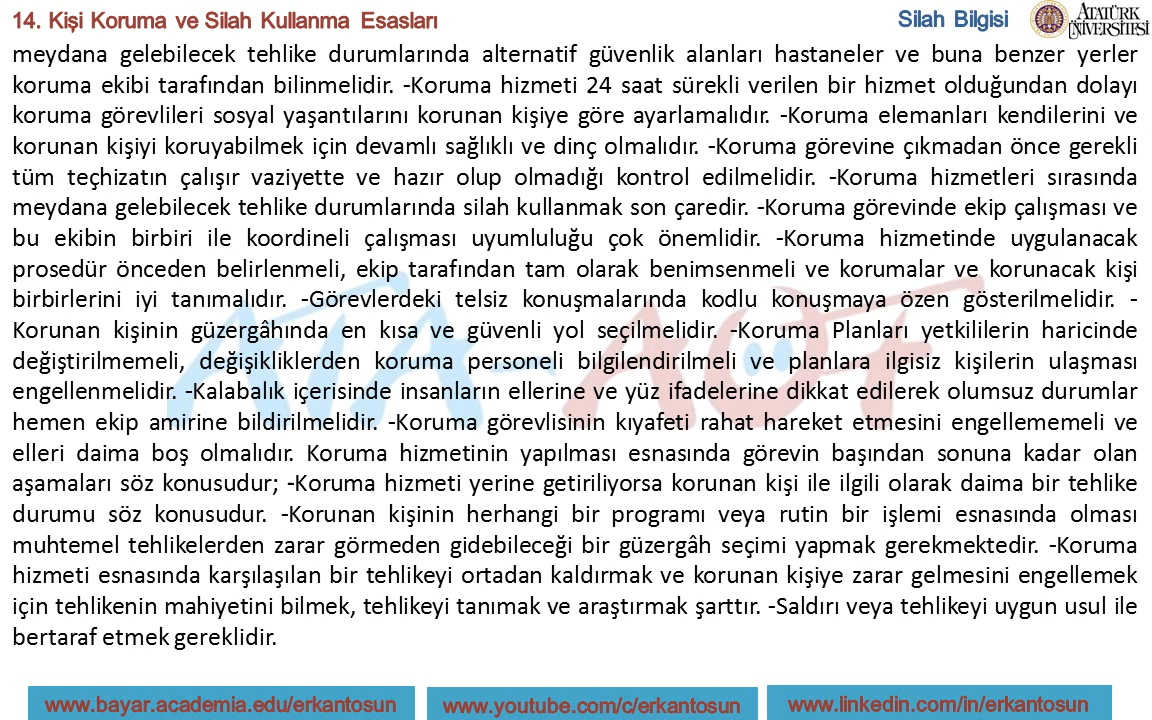 14. Kişi Koruma ve Silah Kullanma Esasları
Silah Bilgisi
ATATÜRK
ÜNİVERSİTESİ
meydana gelebilecek tehlike durumlarında alternatif güvenlik alanları hastaneler ve buna benzer yerler
koruma ekibi tarafından bilinmelidir. -Koruma hizmeti 24 saat sürekli verilen bir hizmet olduğundan dolayı
koruma görevlileri sosyal yaşantılarını korunan kişiye göre ayarlamalıdır. -Koruma elemanları kendilerini ve
korunan kişiyi koruyabilmek için devamlı sağlıklı ve dinç olmalıdır. -Koruma görevine çıkmadan önce gerekli
tüm teçhizatın çalışır vaziyette ve hazır olup olmadığı kontrol edilmelidir. -Koruma hizmetleri sırasında
meydana gelebilecek tehlike durumlarında silah kullanmak son çaredir. -Koruma görevinde ekip çalışması ve
bu ekibin birbiri ile koordineli çalışması uyumluluğu çok önemlidir. -Koruma hizmetinde uygulanacak
prosedür önceden belirlenmeli, ekip tarafından tam olarak benimsenmeli ve korumalar ve korunacak kişi
birbirlerini iyi tanımalıdır. -Görevlerdeki telsiz konuşmalarında kodlu konuşmaya özen gösterilmelidir. -
Korunan kişinin güzergâhında en kısa ve güvenli yol seçilmelidir. -Koruma Planları yetkililerin haricinde
değiştirilmemeli, değişikliklerden koruma personeli bilgilendirilmeli ve planlara ilgisiz kişilerin ulaşması
engellenmelidir. -Kalabalık içerisinde insanların ellerine ve yüz ifadelerine dikkat edilerek olumsuz durumlar
hemen ekip amirine bildirilmelidir. -Koruma görevlisinin kıyafeti rahat hareket etmesini engellememeli ve
elleri daima boş olmalıdır. Koruma hizmetinin yapılması esnasında görevin başından sonuna kadar olan
aşamaları söz konusudur; -Koruma hizmeti yerine getiriliyorsa korunan kişi ile ilgili olarak daima bir tehlike
durumu söz konusudur. -Korunan kişinin herhangi bir programı veya rutin bir işlemi esnasında olması
muhtemel tehlikelerden zarar görmeden gidebileceği bir güzergâh seçimi yapmak gerekmektedir. -Koruma
hizmeti esnasında karşılaşılan bir tehlikeyi ortadan kaldırmak ve korunan kişiye zarar gelmesini engellemek
için tehlikenin mahiyetini bilmek, tehlikeyi tanımak ve araştırmak şarttır. -Saldırı veya tehlikeyi uygun usul ile
bertaraf etmek gereklidir.
ATA-AÖF
www.bayar.academia.edu/erkantosun
www.youtube.com/c/erkantosun
www.linkedin.com/in/erkantosun